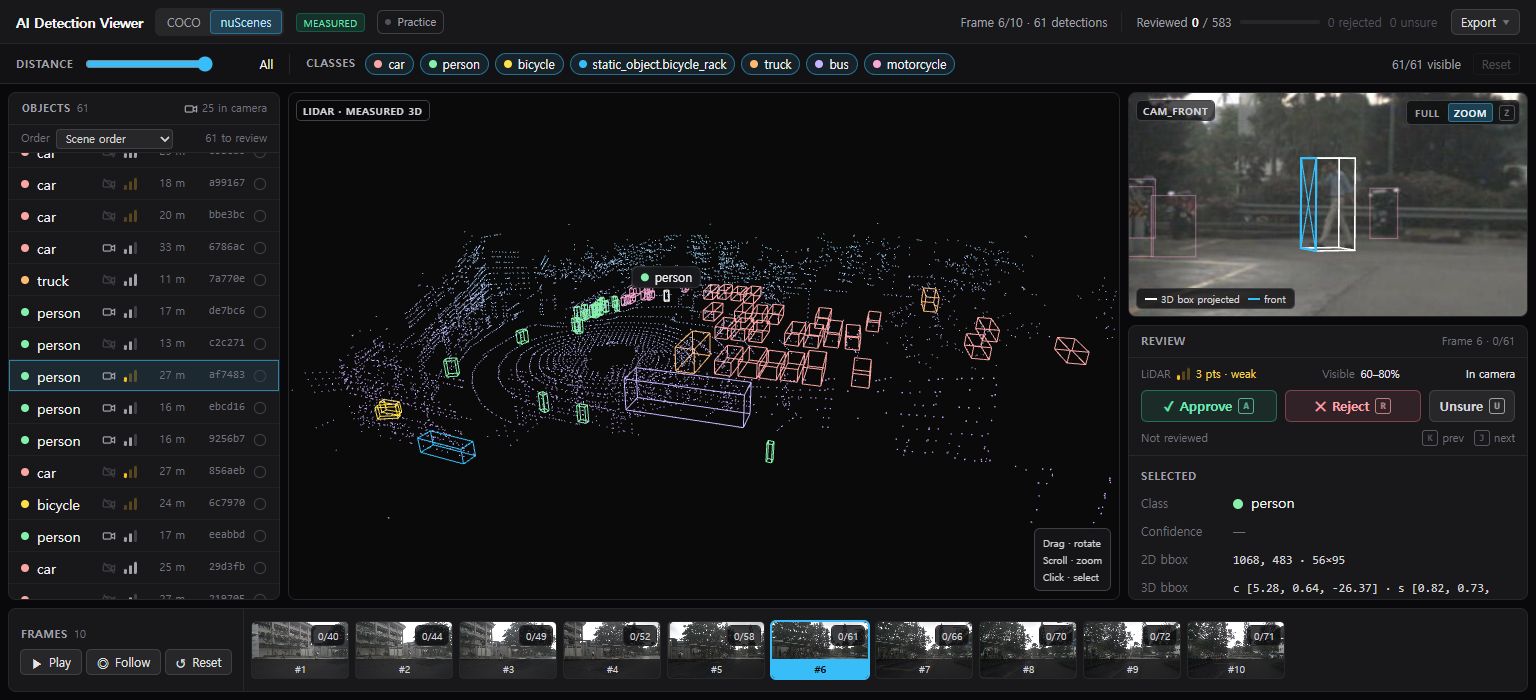 AI Detection Viewer COCO nuScenes MEASURED Practice Frame 6/10 · 61 detections Reviewed 0 / 583 0 rejected 0 unsure Export
DISTANCE All CLASSES car person bicycle static_object.bicycle_rack truck bus motorcycle 61/61 visible Reset
OBJECTS 61 25 in camera
Order Scene order 61 to review
car
car 18 m a99167
car 20 m bbe3bc
car 33 m 6786ac
truck 11 m 7a770e
person 17 m de7bc6
person 13 m c2c271
person 27 m af7483
person 16 m ebcd16
person 16 m 9256b7
car 27 m 856aeb
bicycle 24 m 6c7970
person 17 m eeabbd
car 25 m 29d3fb
LIDAR · MEASURED 3D
person
Drag · rotate
Scroll · zoom
Click · select
CAM_FRONT FULL ZOOM Z
3D box projected front
REVIEW Frame 6 · 0/61
LIDAR 3 pts · weak Visible 60–80% In camera
✓ Approve A ✕ Reject R Unsure U
Not reviewed K prev J next
SELECTED
Class person
Confidence —
2D bbox 1068, 483 · 56×95
3D bbox c [5.28, 0.64, -26.37] · s [0.82, 0.73,
FRAMES 10
Play Follow Reset
0/40 0/44 0/49 0/52 0/58 0/61 0/66 0/70 0/72 0/71
#1 #2 #3 #4 #5 #6 #7 #8 #9 #10